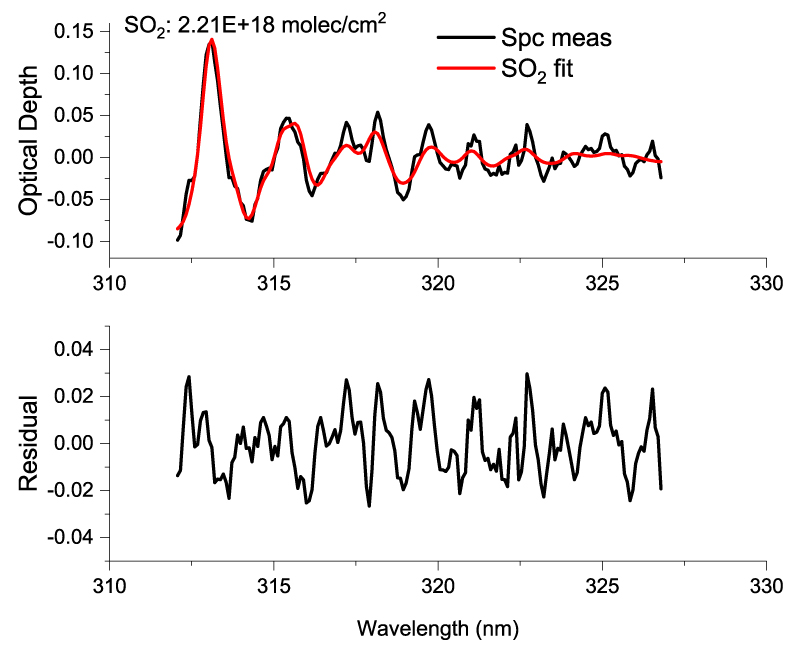 SO₂: 2.21E+18 molec/cm²
Spc meas
SO₂ fit
Optical Depth
0.15
0.10
0.05
0.00
-0.05
-0.10
310 315 320 325 330
Residual
0.04
0.02
0.00
-0.02
-0.04
310 315 320 325 330
Wavelength (nm)